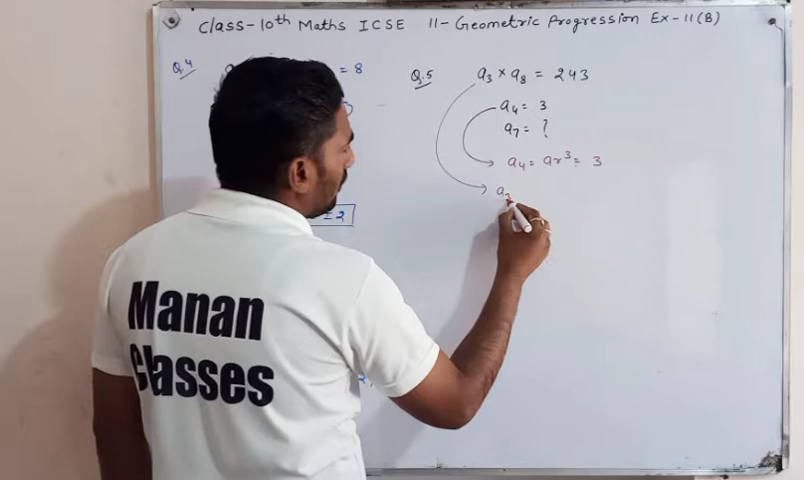 Class-10th Maths ICSE 11-Geometric Progression Ex-11(B)
Q.4
= 8
Q.5 a₃ × a₈ = 243
a₄ = 3
a₇ = ?
a₄ = ar³ = 3
a₃
± 2
Manan
Classes